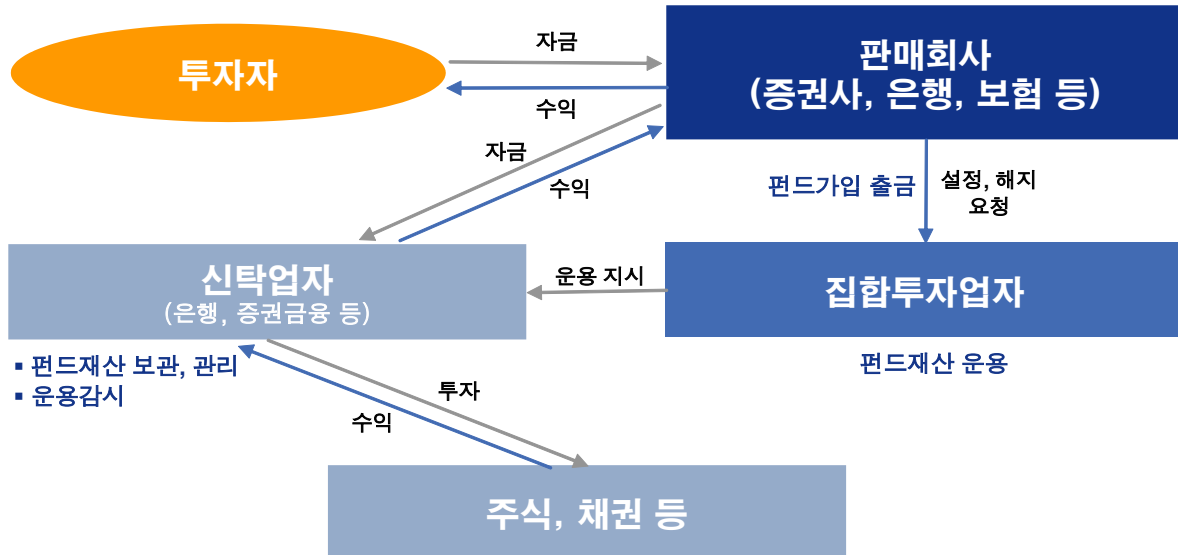 투자자
자금
수익
판매회사
(증권사, 은행, 보험 등)
자금
수익
펀드가입 출금
설정, 해지
요청
신탁업자
(은행, 증권금융 등)
운용 지시
집합투자업자
▪ 펀드재산 보관, 관리
▪ 운용감시
펀드재산 운용
투자
수익
주식, 채권 등